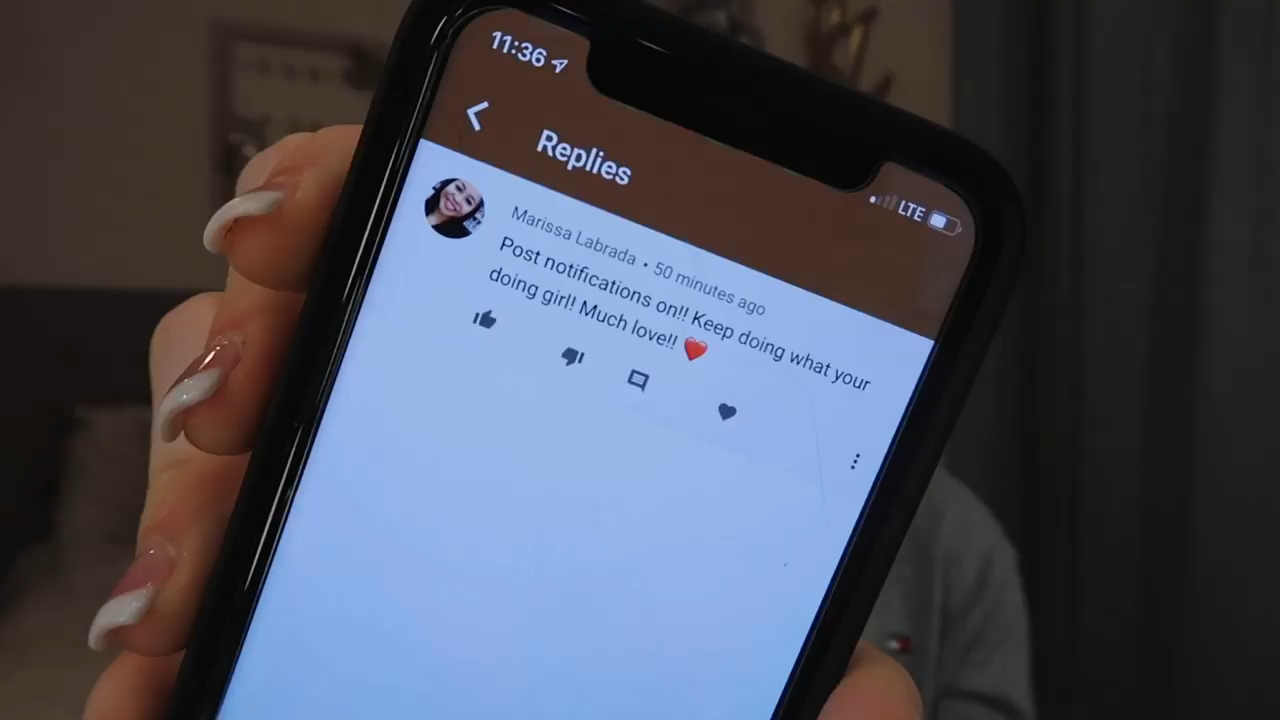 11:36
LTE
Replies
Marissa Labrada • 50 minutes ago
Post notifications on!! Keep doing what your
doing girl! Much love!! ❤️